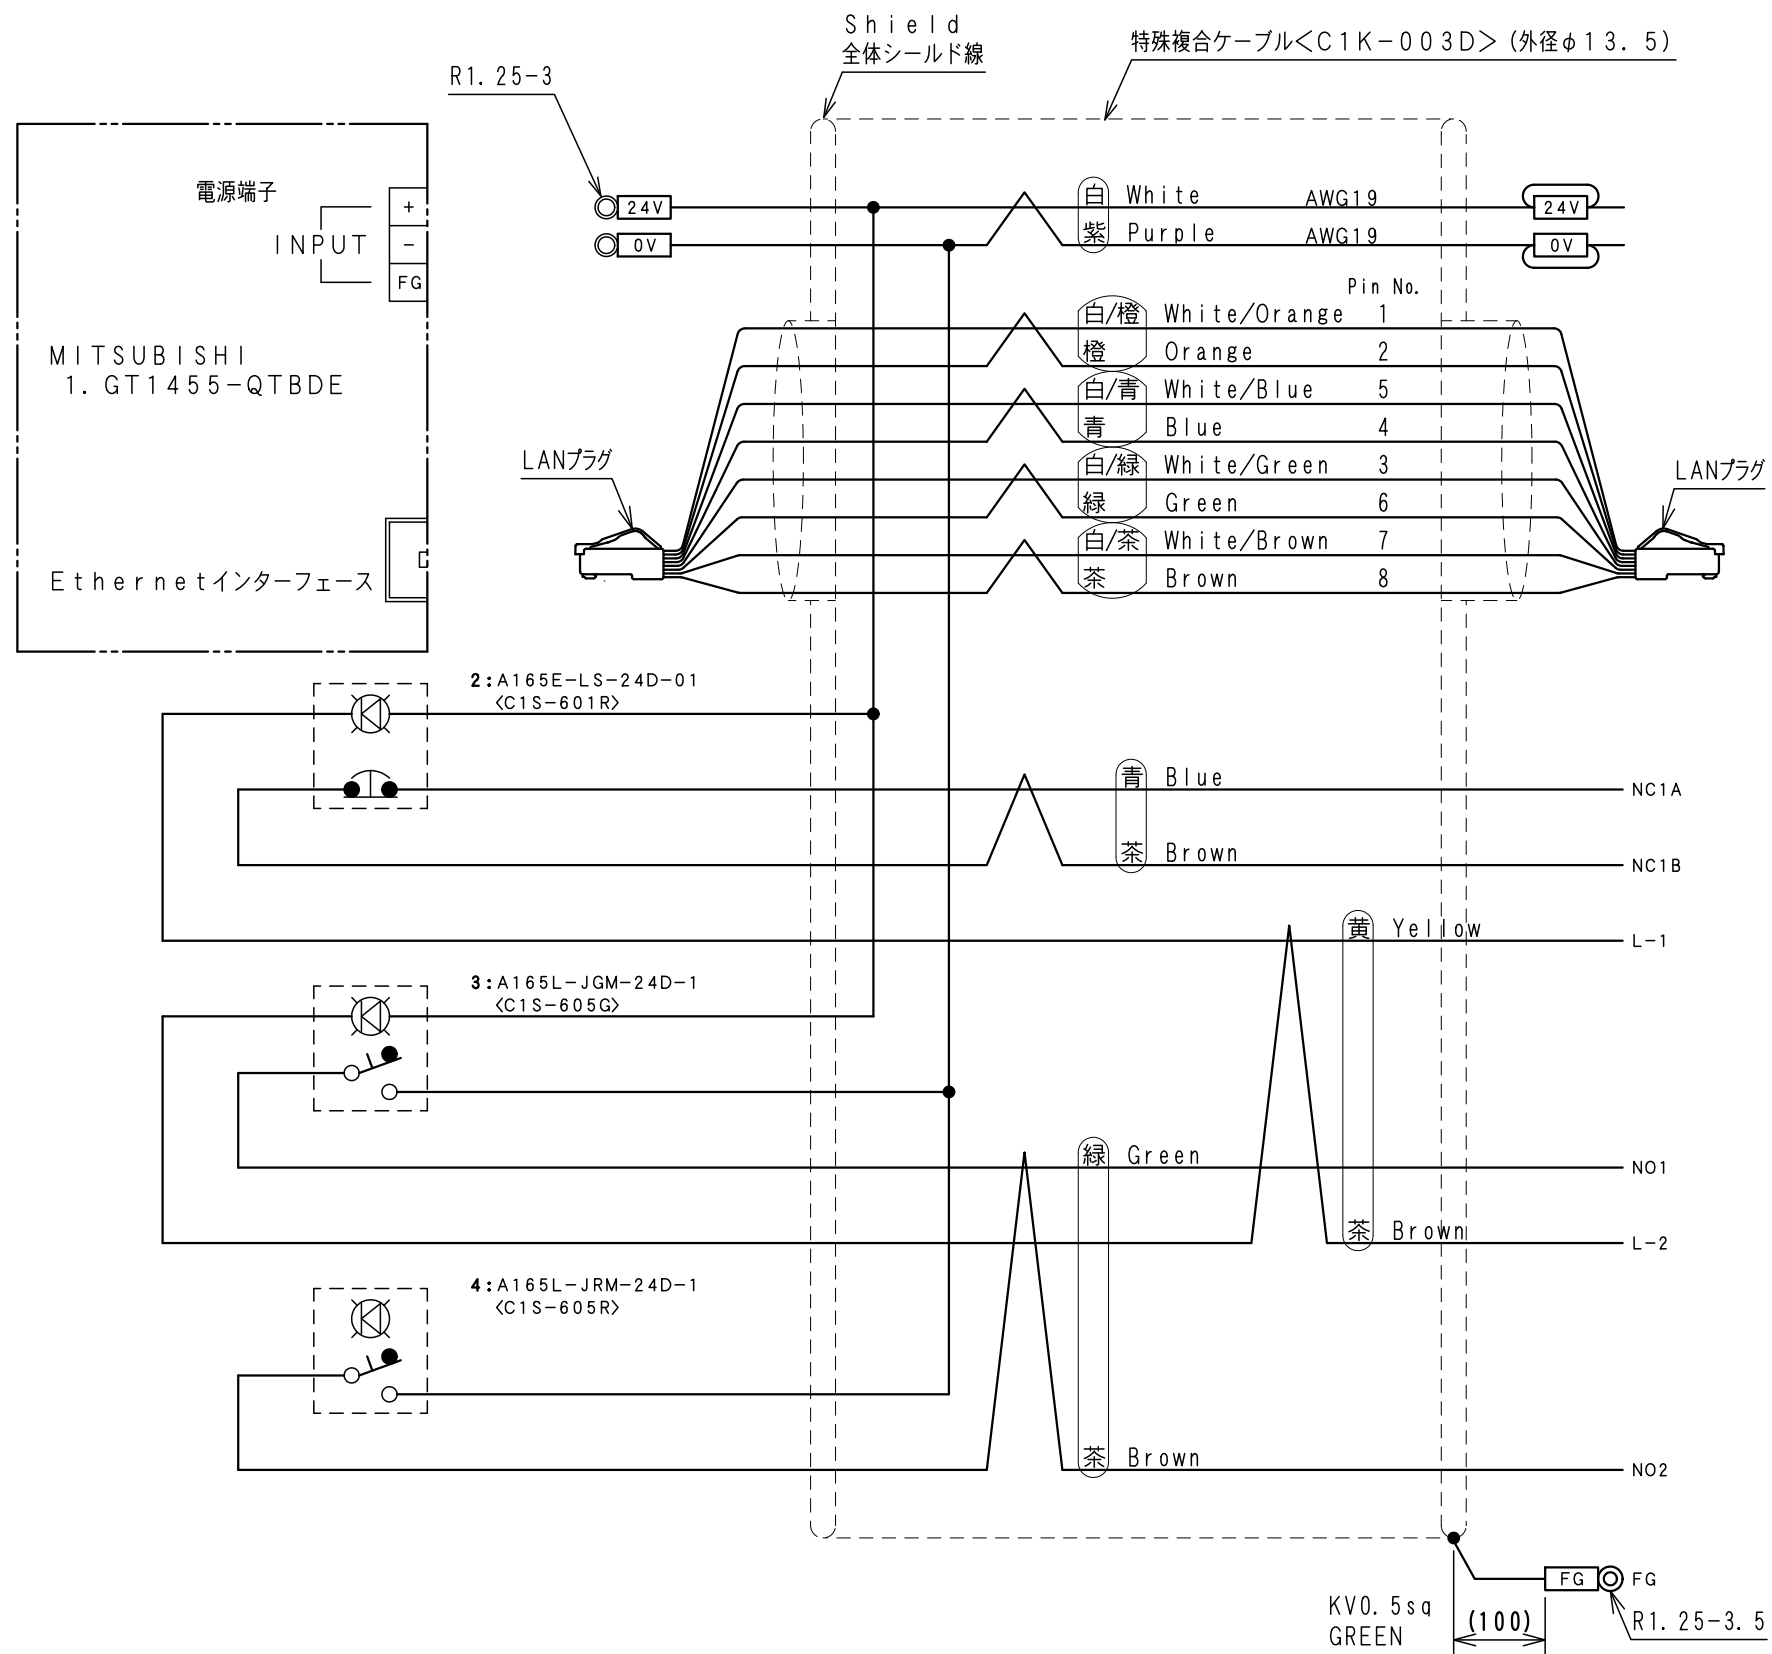 Shield
全体シールド線
特殊複合ケーブル<C1K-003D>(外径φ13.5)
R1.25-3
電源端子
INPUT
+
-
FG
24V
0V
白 White AWG19
紫 Purple AWG19
24V
0V
Pin No.
白/橙 White/Orange 1
橙 Orange 2
白/青 White/Blue 5
青 Blue 4
白/緑 White/Green 3
緑 Green 6
白/茶 White/Brown 7
茶 Brown 8
MITSUBISHI
1. GT1455-QTBDE
LANプラグ
LANプラグ
Ethernetインターフェース
2:A165E-LS-24D-01
<C1S-601R>
青 Blue
NC1A
茶 Brown
NC1B
黄 Yellow
L-1
3:A165L-JGM-24D-1
<C1S-605G>
緑 Green
NO1
茶 Brown
L-2
4:A165L-JRM-24D-1
<C1S-605R>
茶 Brown
NO2
FG
FG
KV0.5sq
GREEN
(100)
R1.25-3.5